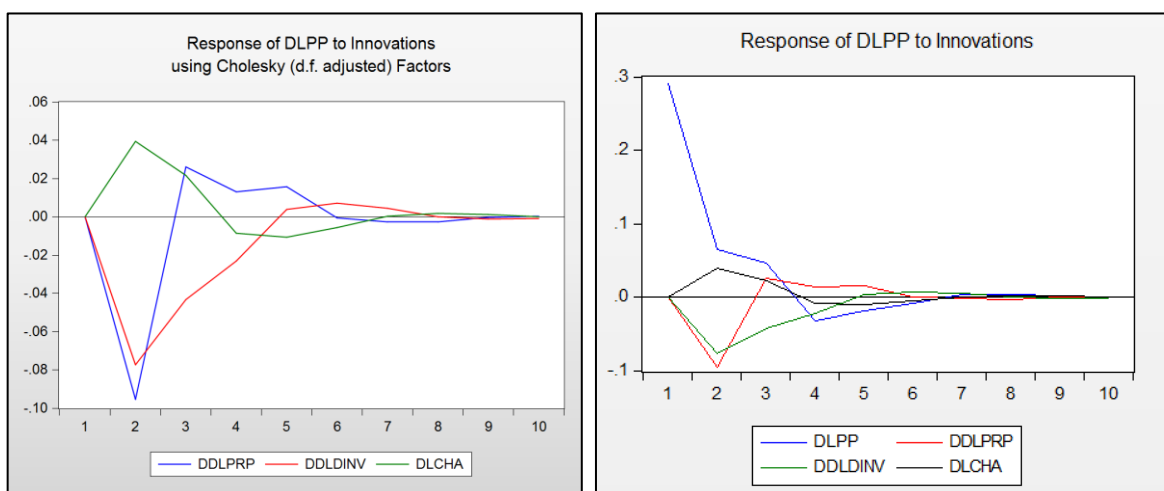 Response of DLPP to Innovations
using Cholesky (d.f. adjusted) Factors
.06
.04
.02
.00
-.02
-.04
-.06
-.08
-.10
1 2 3 4 5 6 7 8 9 10
DDLPRP DDLDINV DLCHA
Response of DLPP to Innovations
.3
.2
.1
.0
-.1
1 2 3 4 5 6 7 8 9 10
DLPP DDLPRP
DDLDINV DLCHA